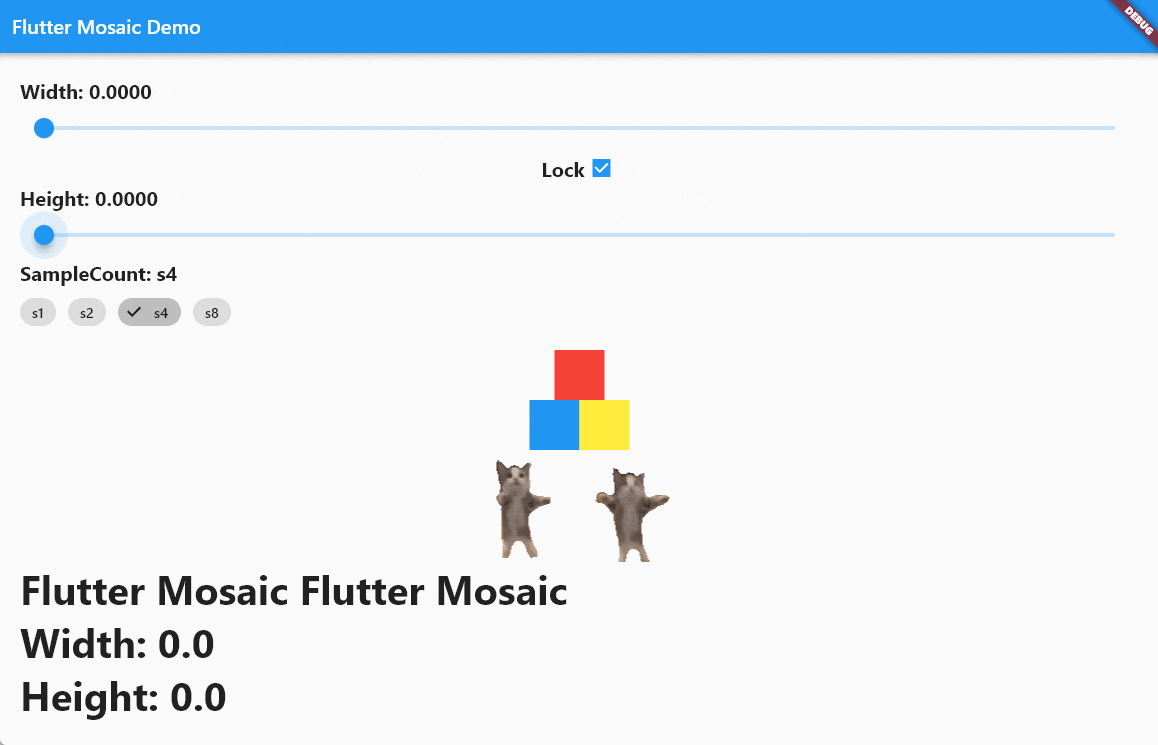 Flutter Mosaic Demo
DEBUG
Width: 0.0000
Lock
Height: 0.0000
SampleCount: s4
s1 s2 s4 s8
Flutter Mosaic Flutter Mosaic
Width: 0.0
Height: 0.0